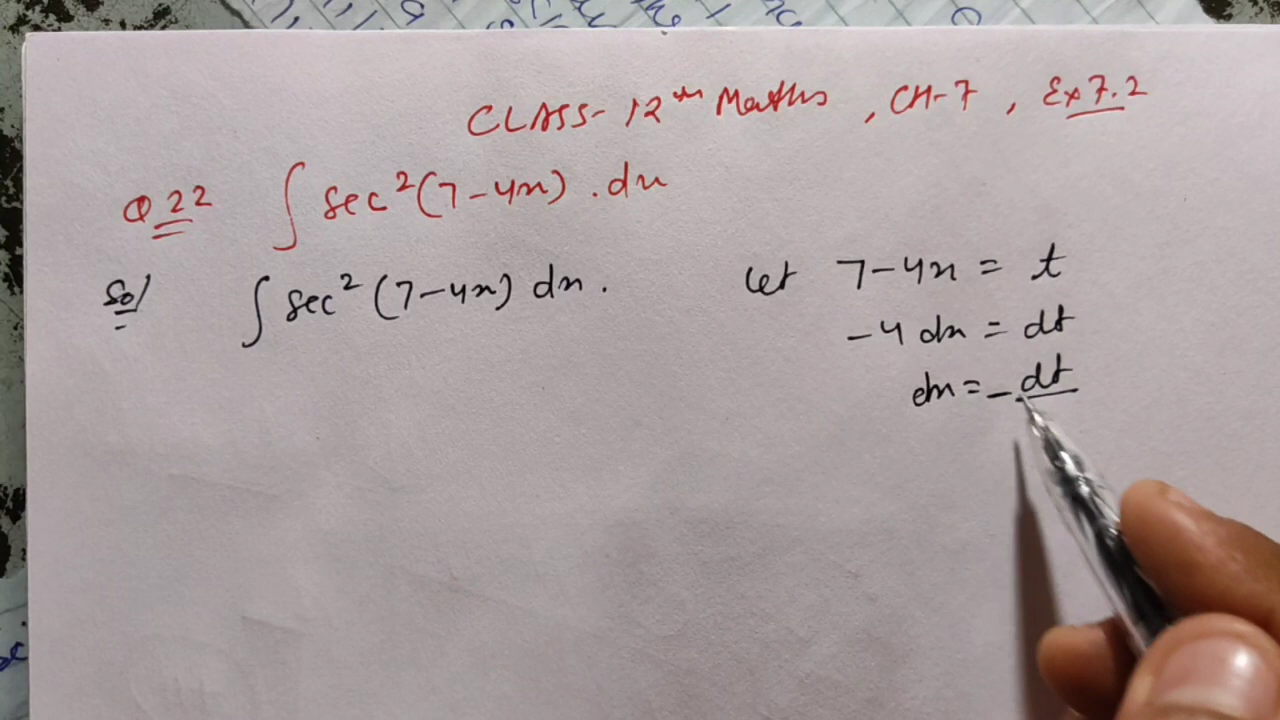 CLASS-12th Maths, CH-7, Ex 7.2
Q22 ∫ sec²(7-4x).dx
Sol ∫ sec²(7-4x) dx. let 7-4x = t
-4 dx = dt
dx = -dt